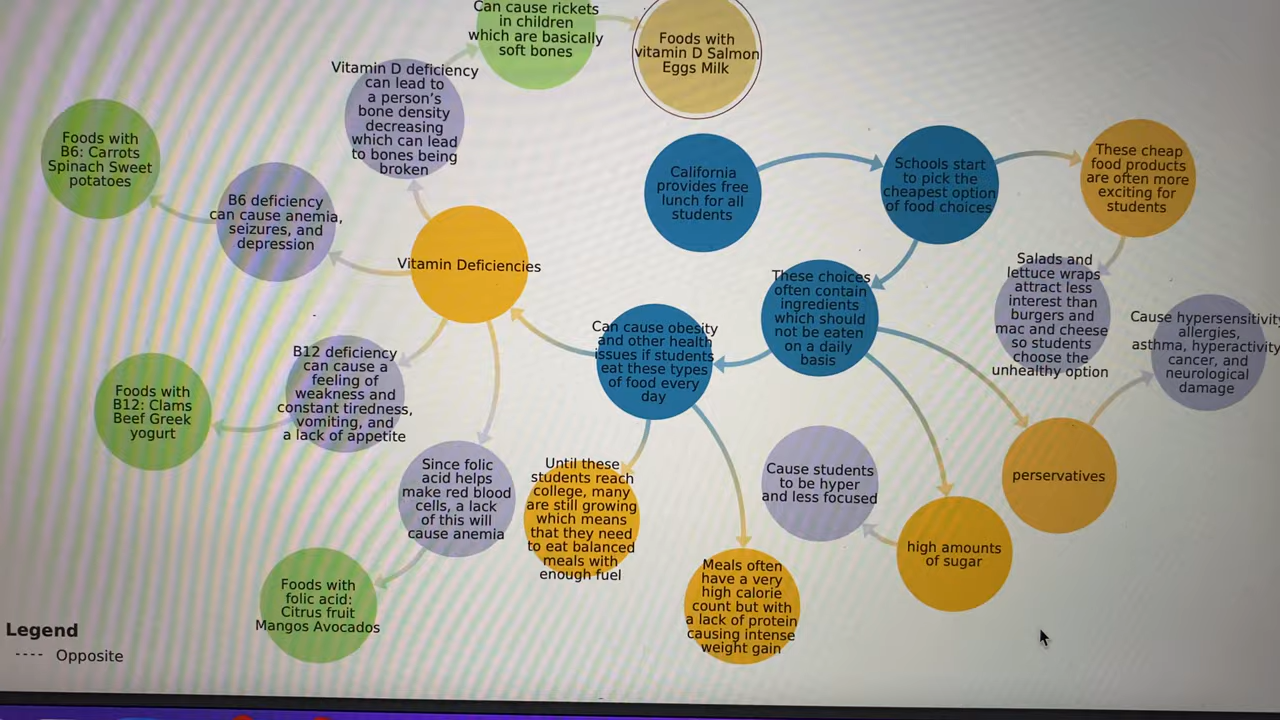 Can cause rickets
in children
which are basically
soft bones
Foods with
vitamin D Salmon
Eggs Milk
Vitamin D deficiency
can lead to
a person's
bone density
decreasing
which can lead
to bones being
broken
Foods with
B6: Carrots
Spinach Sweet
potatoes
B6 deficiency
can cause anemia,
seizures, and
depression
Vitamin Deficiencies
California
provides free
lunch for all
students
Schools start
to pick the
cheapest option
of food choices
These cheap
food products
are often more
exciting for
students
Salads and
lettuce wraps
attract less
interest than
burgers and
mac and cheese
so students
choose the
unhealthy option
These choices
often contain
ingredients
which should
not be eaten
on a daily
basis
Cause hypersensitivity
allergies,
asthma, hyperactivity
cancer, and
neurological
damage
Can cause obesity
and other health
issues if students
eat these types
of food every
day
B12 deficiency
can cause a
feeling of
weakness and
constant tiredness,
vomiting, and
a lack of appetite
Foods with
B12: Clams
Beef Greek
yogurt
Since folic
acid helps
make red blood
cells, a lack
of this will
cause anemia
Until these
students reach
college, many
are still growing
which means
that they need
to eat balanced
meals with
enough fuel
Cause students
to be hyper
and less focused
perservatives
high amounts
of sugar
Meals often
have a very
high calorie
count but with
a lack of protein
causing intense
weight gain
Foods with
folic acid:
Citrus fruit
Mangos Avocados
Legend
Opposite